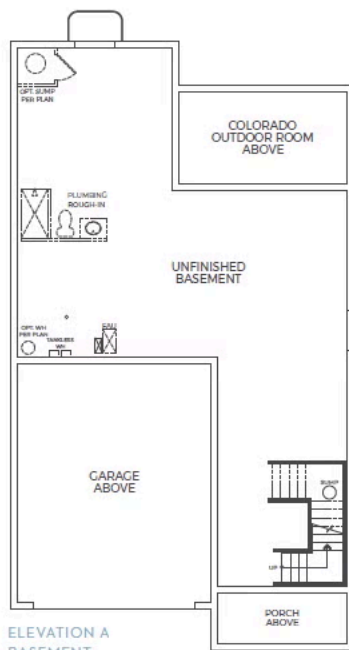 OPT. SUMP
PER PLAN
COLORADO
OUTDOOR ROOM
ABOVE
PLUMBING
ROUGH-IN
UNFINISHED
BASEMENT
OPT. WH
PER PLAN
TANKLESS
WH
GARAGE
ABOVE
SUMP
UP
PORCH
ABOVE
ELEVATION A
BASEMENT